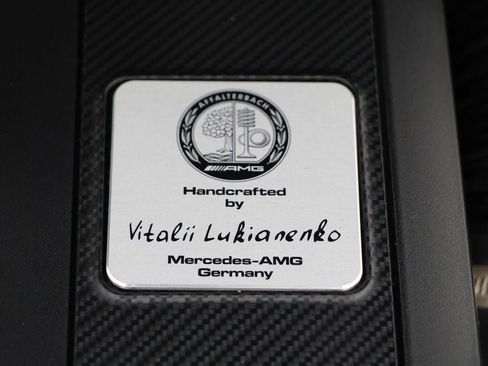 AFFALTERBACH
AMG
Handcrafted
by
Vitalii Lukianenko
Mercedes-AMG
Germany